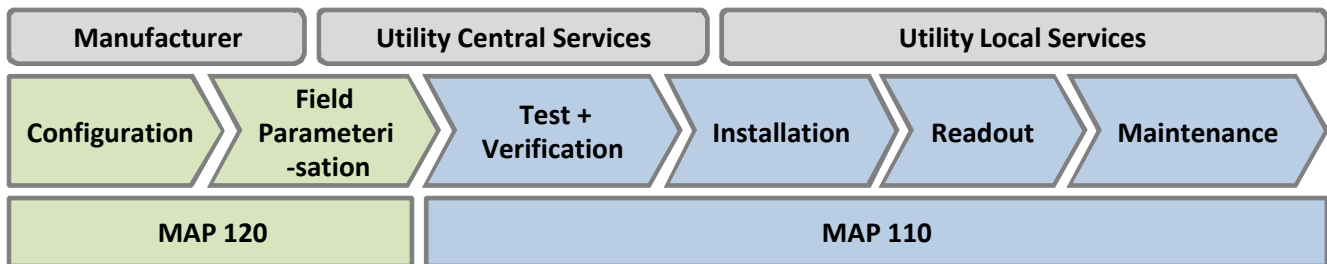 Manufacturer
Utility Central Services
Utility Local Services
Configuration
Field
Parameteri
-sation
Test +
Verification
Installation
Readout
Maintenance
MAP 120
MAP 110